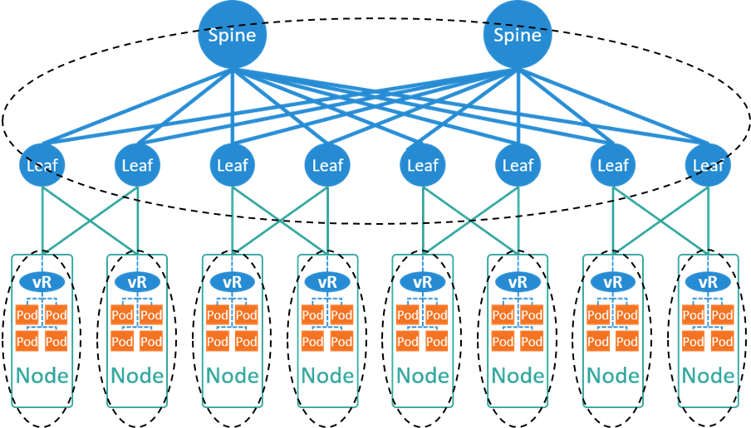 Spine Spine
Leaf Leaf Leaf Leaf Leaf Leaf Leaf Leaf
vR vR vR vR vR vR vR vR
Pod Pod Pod Pod Pod Pod Pod Pod Pod Pod Pod Pod Pod Pod Pod Pod
Pod Pod Pod Pod Pod Pod Pod Pod Pod Pod Pod Pod Pod Pod Pod Pod
Node Node Node Node Node Node Node Node